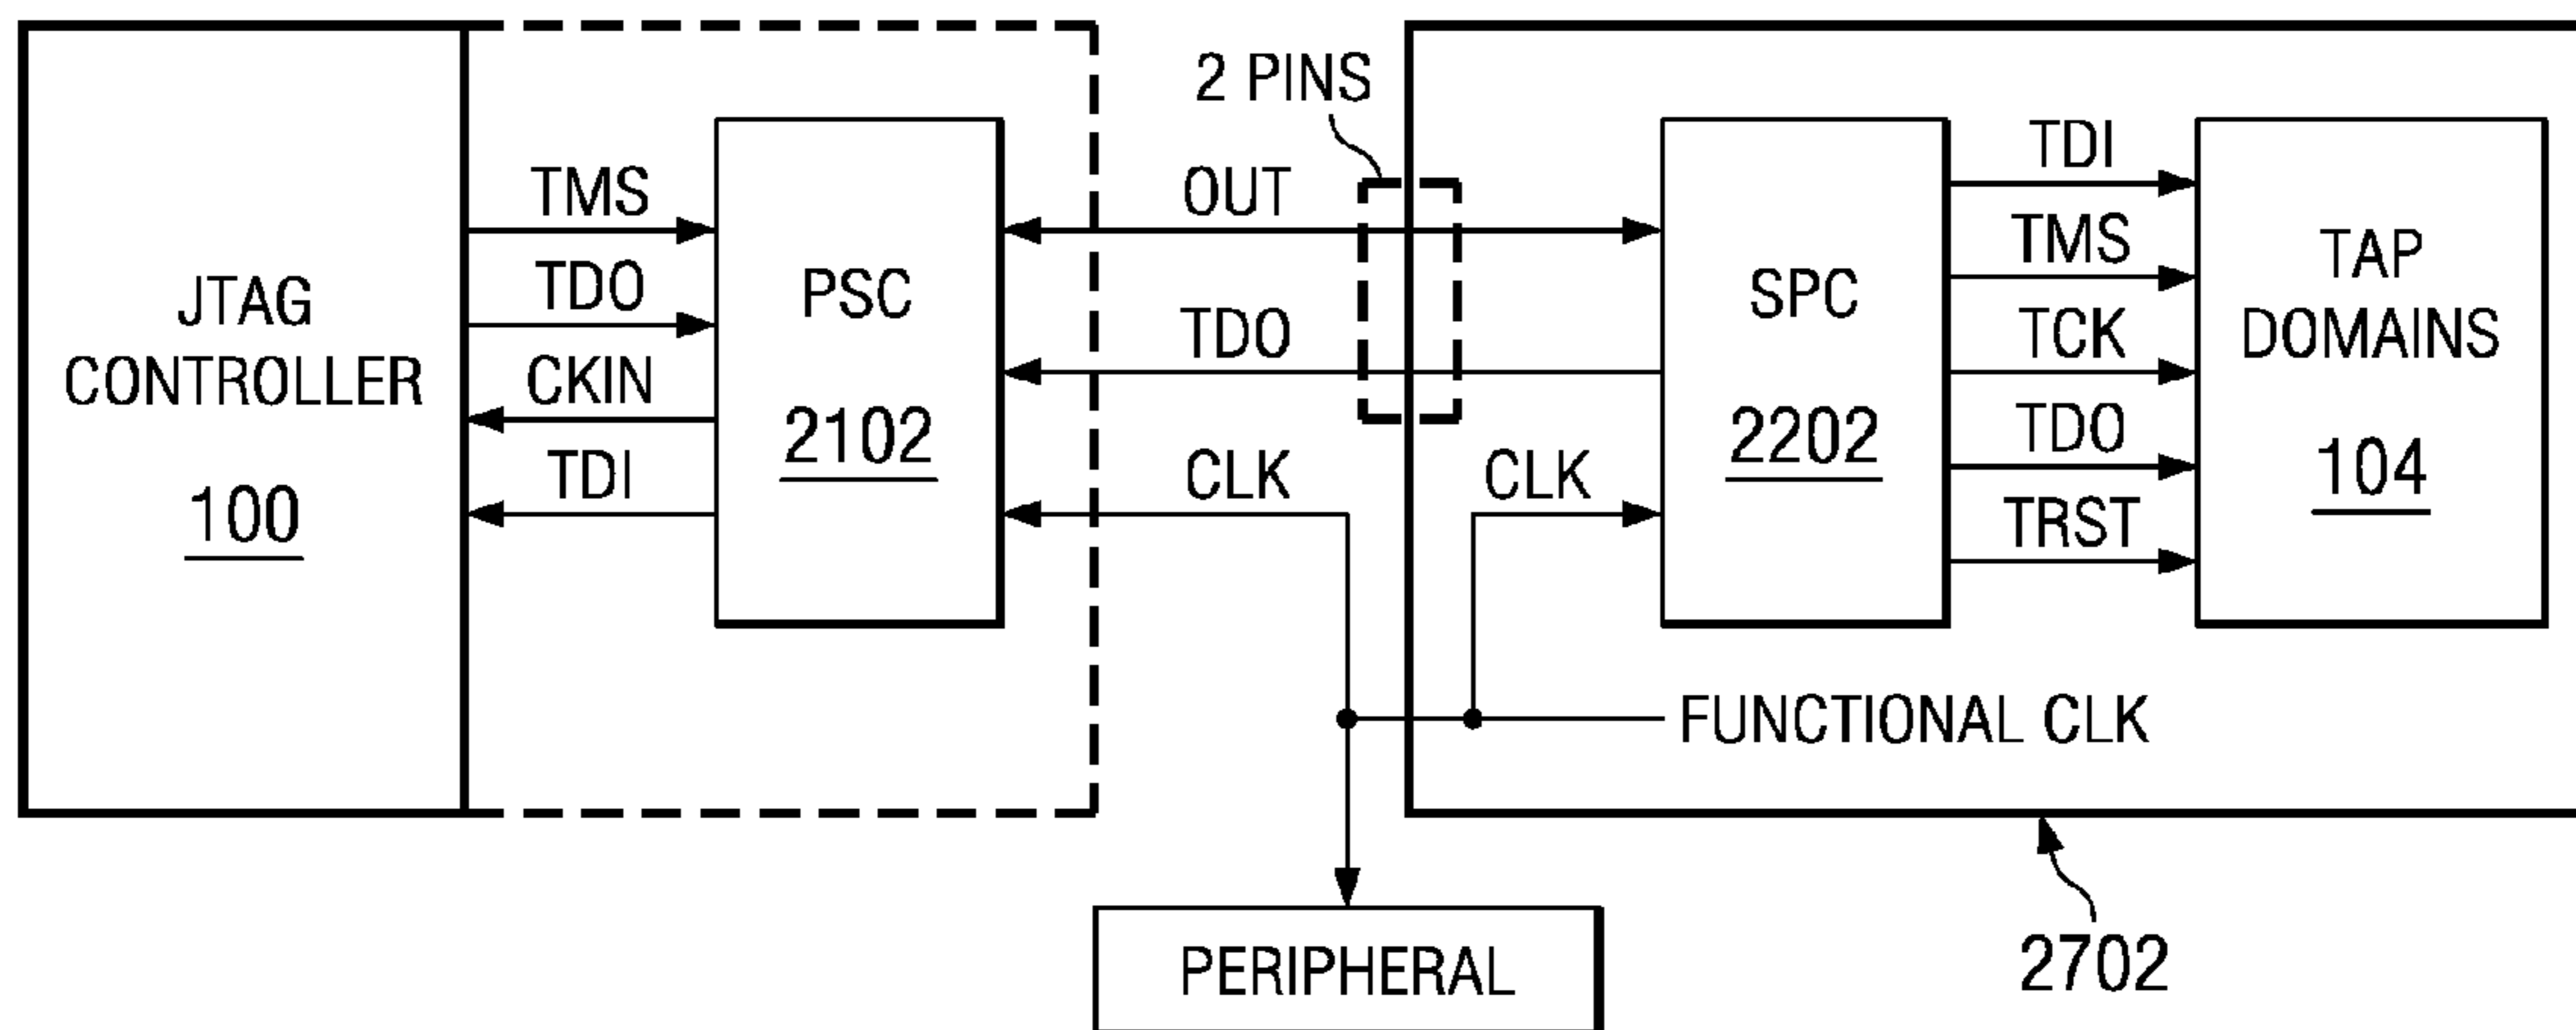 JTAG
CONTROLLER
100
TMS
TDO
CKIN
TDI
PSC
2102
2 PINS
OUT
TDO
CLK
CLK
SPC
2202
TDI
TMS
TCK
TDO
TRST
TAP
DOMAINS
104
FUNCTIONAL CLK
PERIPHERAL
2702